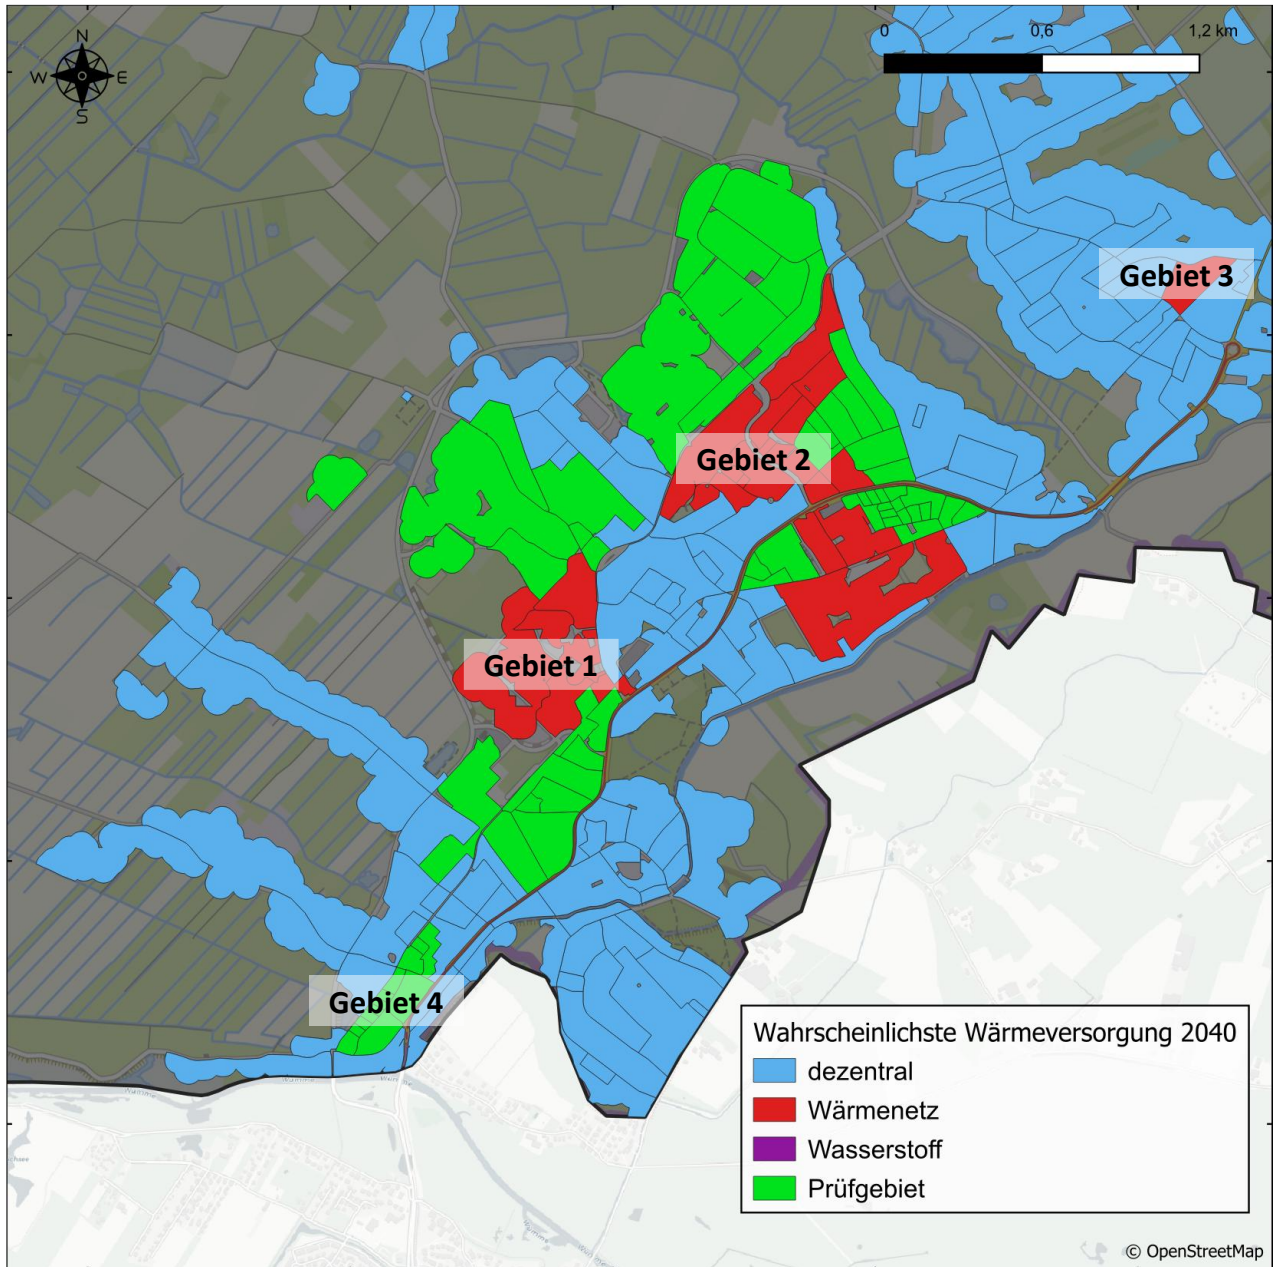 N
W E
S
0 0,6 1,2 km
Gebiet 3
Gebiet 2
Gebiet 1
Gebiet 4
Wahrscheinlichste Wärmeversorgung 2040
dezentral
Wärmenetz
Wasserstoff
Prüfgebiet
© OpenStreetMap